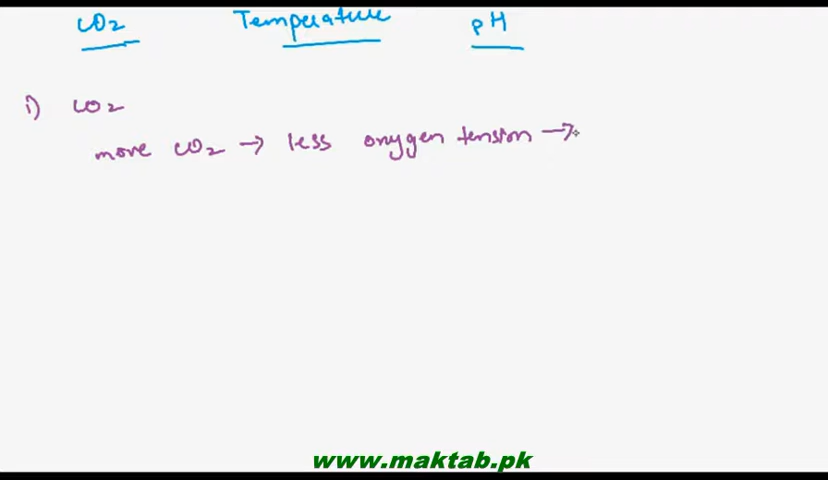 CO2 Temperature pH
1) CO2
more CO2 → less oxygen tension →
www.maktab.pk